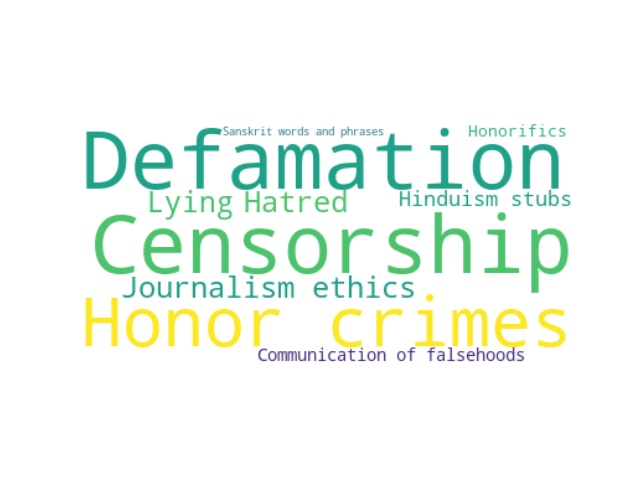 Sanskrit words and phrases
Honorifics
Defamation
Lying
Hatred
Hinduism stubs
Censorship
Journalism ethics
Honor crimes
Communication of falsehoods